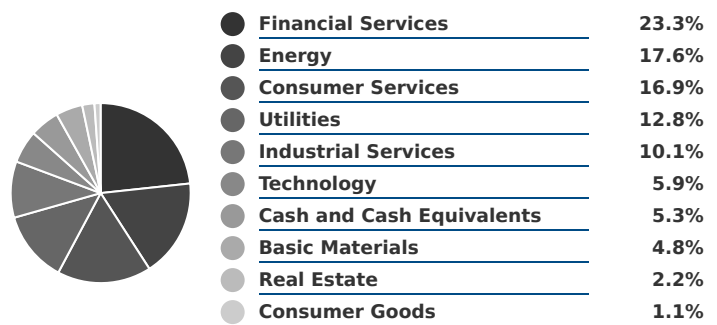 Financial Services 23.3%
Energy 17.6%
Consumer Services 16.9%
Utilities 12.8%
Industrial Services 10.1%
Technology 5.9%
Cash and Cash Equivalents 5.3%
Basic Materials 4.8%
Real Estate 2.2%
Consumer Goods 1.1%